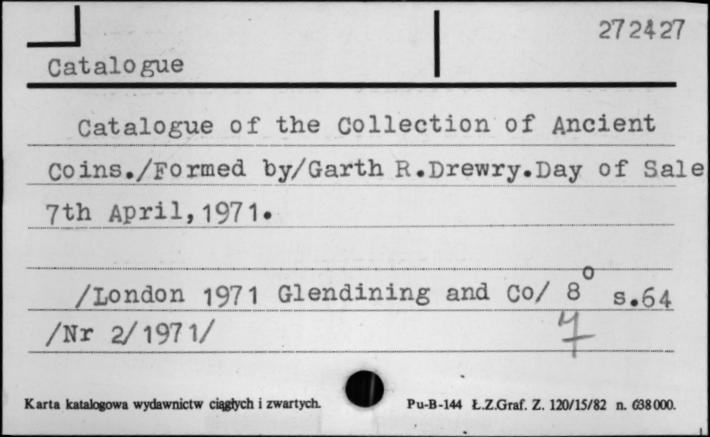 272427
Catalogue
Catalogue of the Collection of Ancient
Coins./Formed by/Garth R.Drewry.Day of Sale
7th April,1971.
/London 1971 Glendining and Co/ 8° s.64
/Nr 2/1971/ 4
Karta katalogowa wydawnictw ciągłych i zwartych. Pu-B-144 Ł.Z.Graf. Z. 120/15/82 n. 638000.